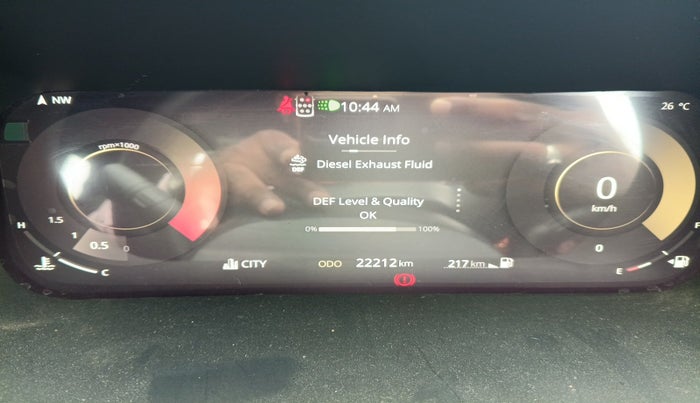 NW
10:44 AM
26 °C
rpm×1000
Vehicle Info
Diesel Exhaust Fluid
DEF
DEF Level & Quality
OK
0% 100%
1.5
1
0.5
0
H
C
CITY
ODO 22212 km
217 km
0
km/h
0
F
E